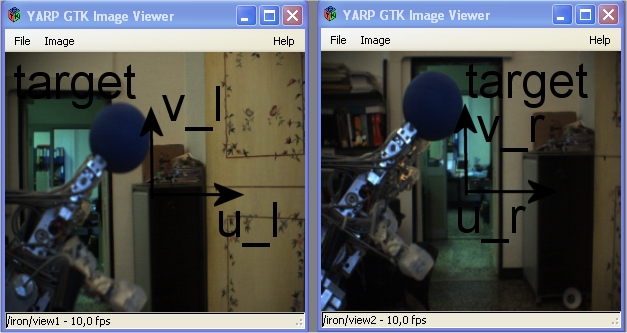 YARP GTK Image Viewer
File Image Help
target
v_l
u_l
/iron/view1 - 10,0 fps
YARP GTK Image Viewer
File Image Help
target
v_r
u_r
/iron/view2 - 10,0 fps